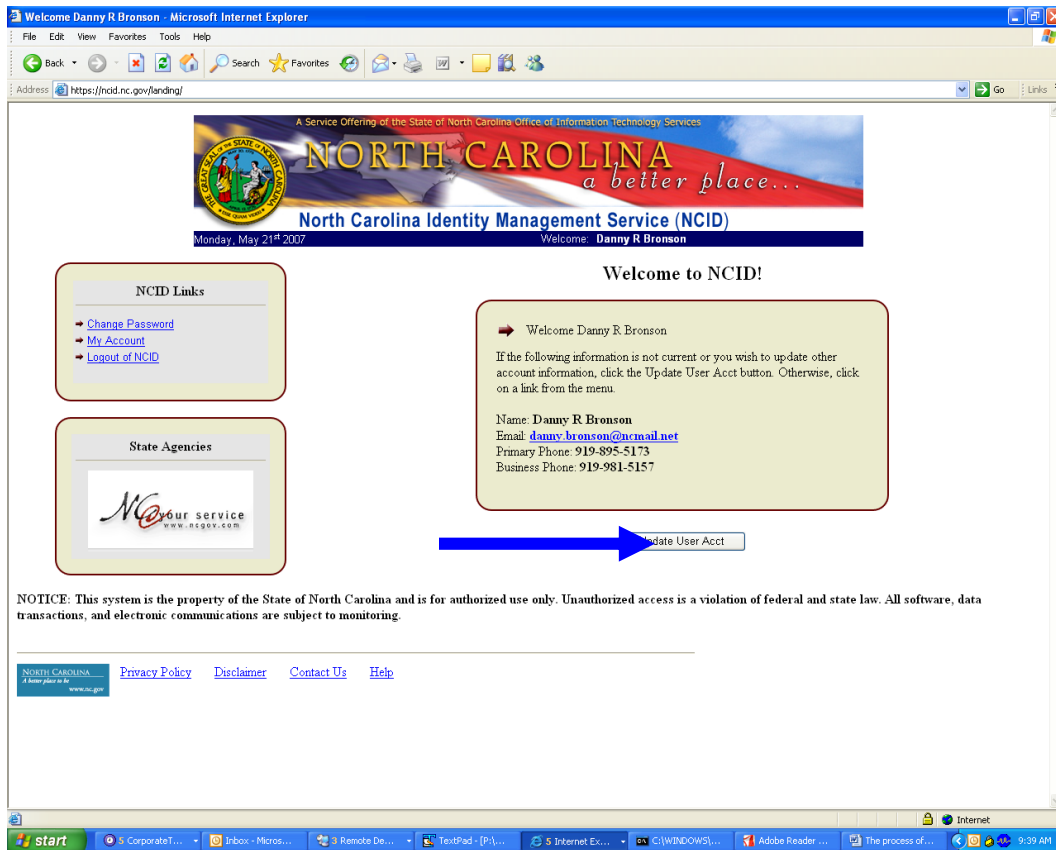 Welcome Danny R Bronson - Microsoft Internet Explorer
File Edit View Favorites Tools Help
Back Search Favorites
Address https://ncid.nc.gov/landing/ Go Links
A Service Offering of the State of North Carolina Office of Information Technology Services
NORTH CAROLINA
a better place...
North Carolina Identity Management Service (NCID)
Monday, May 21st 2007 Welcome: Danny R Bronson
NCID Links
Change Password
My Account
Logout of NCID
State Agencies
NC@your service
www.ncgov.com
Welcome to NCID!
Welcome Danny R Bronson
If the following information is not current or you wish to update other
account information, click the Update User Acct button. Otherwise, click
on a link from the menu.
Name: Danny R Bronson
Email: danny.bronson@ncmail.net
Primary Phone: 919-895-5173
Business Phone: 919-981-5157
Update User Acct
NOTICE: This system is the property of the State of North Carolina and is for authorized use only. Unauthorized access is a violation of federal and state law. All software, data
transactions, and electronic communications are subject to monitoring.
NORTH CAROLINA
A better place to be
www.nc.gov
Privacy Policy Disclaimer Contact Us Help
Internet
start 5 CorporateT... Inbox - Micros... 3 Remote De... TextPad - [P:\... 5 Internet Ex... C:\WINDOWS\... Adobe Reader ... The process of... 9:39 AM